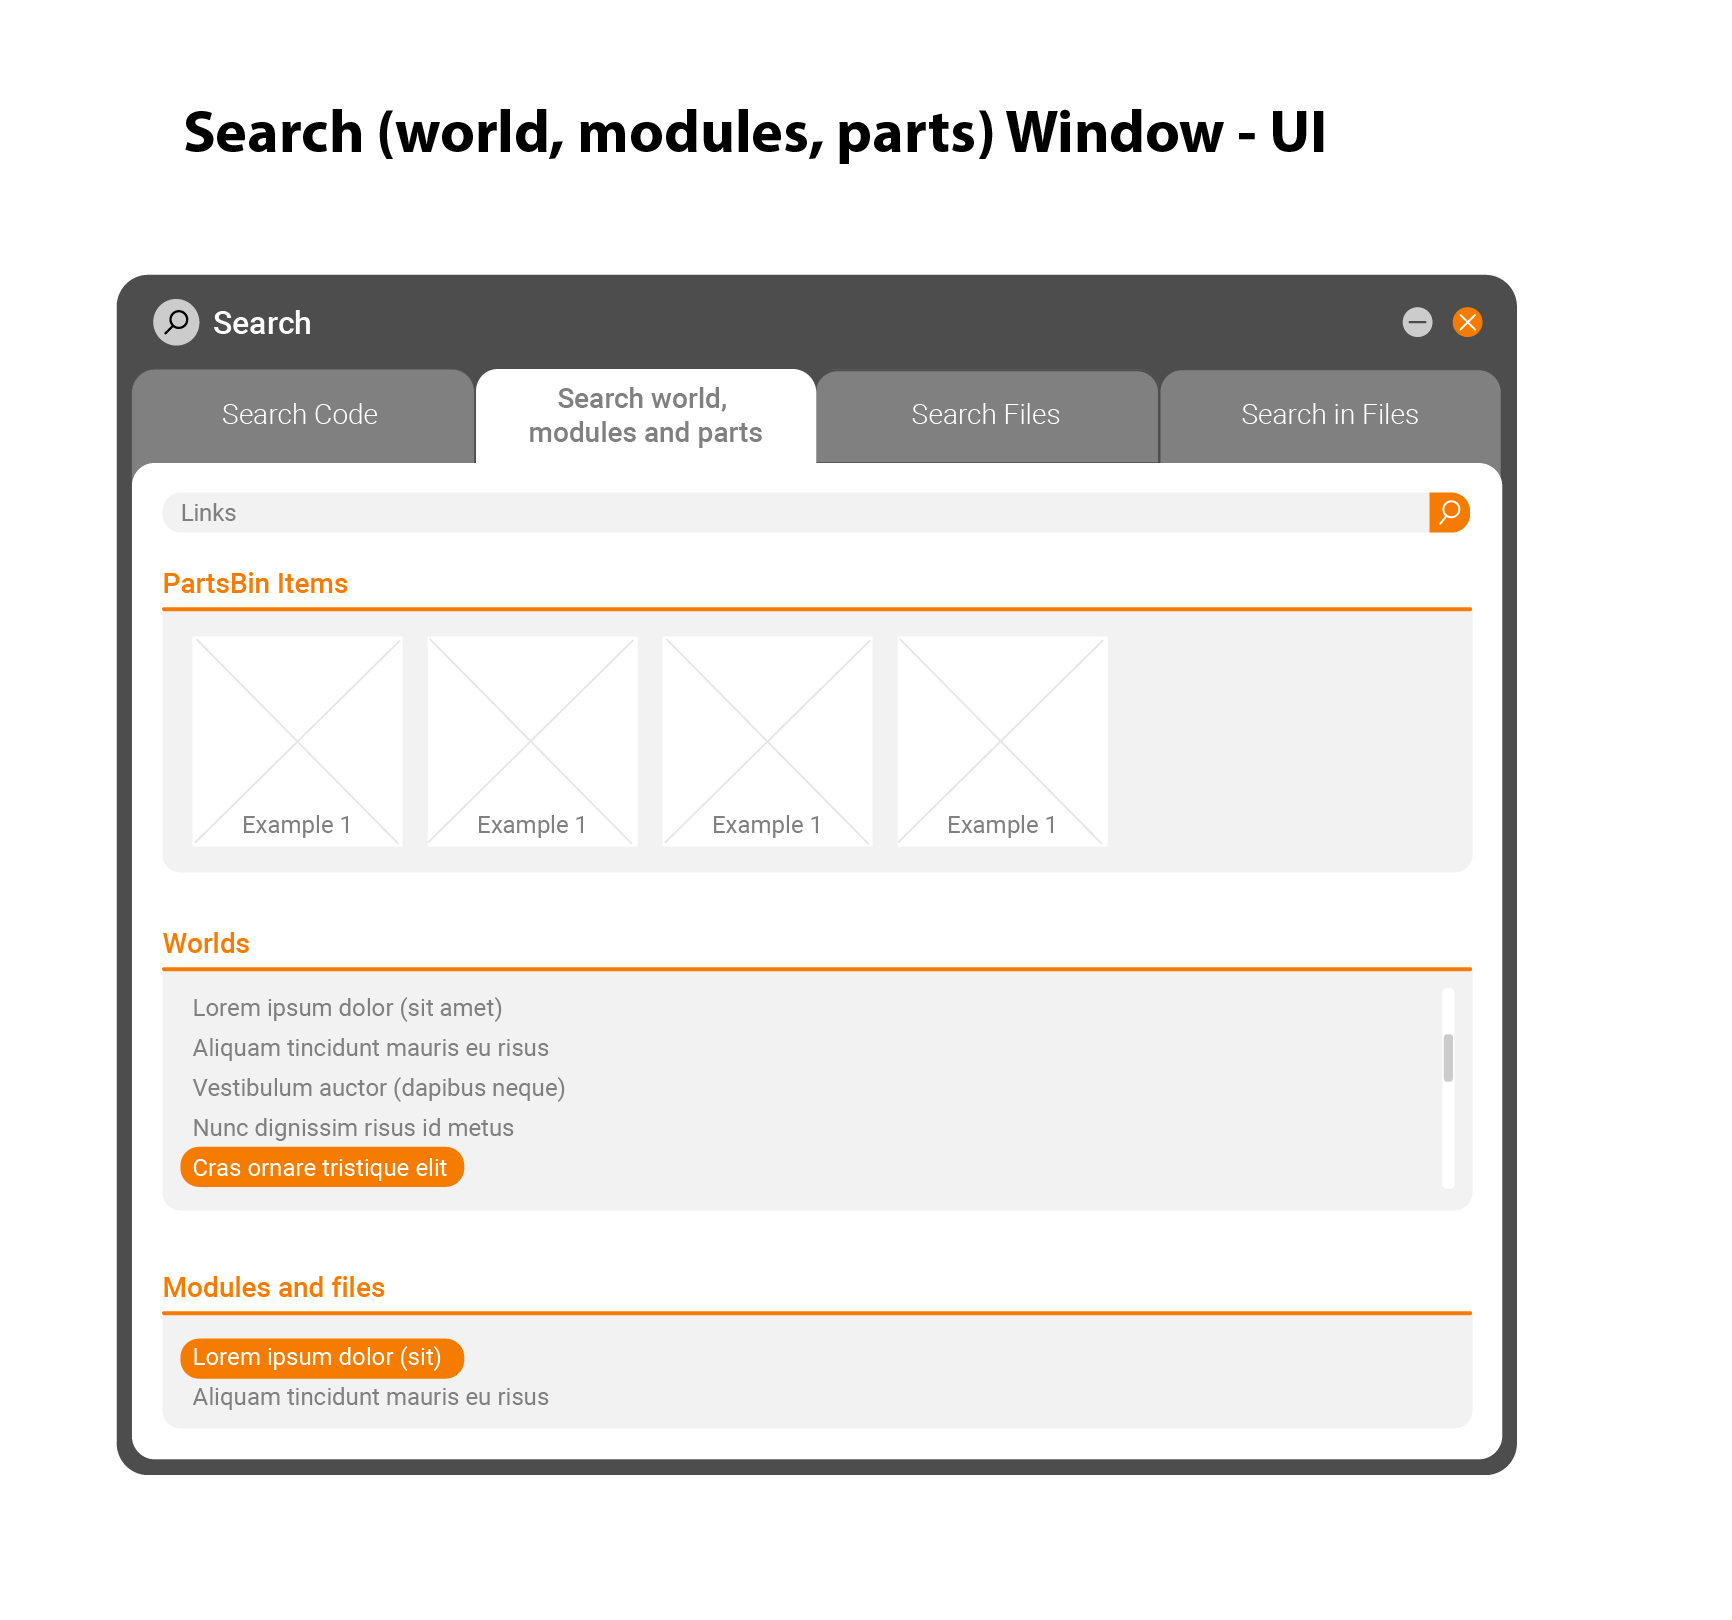 Search (world, modules, parts) Window - UI
Search
Search Code
Search world,
modules and parts
Search Files
Search in Files
Links
PartsBin Items
Example 1
Example 1
Example 1
Example 1
Worlds
Lorem ipsum dolor (sit amet)
Aliquam tincidunt mauris eu risus
Vestibulum auctor (dapibus neque)
Nunc dignissim risus id metus
Cras ornare tristique elit
Modules and files
Lorem ipsum dolor (sit)
Aliquam tincidunt mauris eu risus